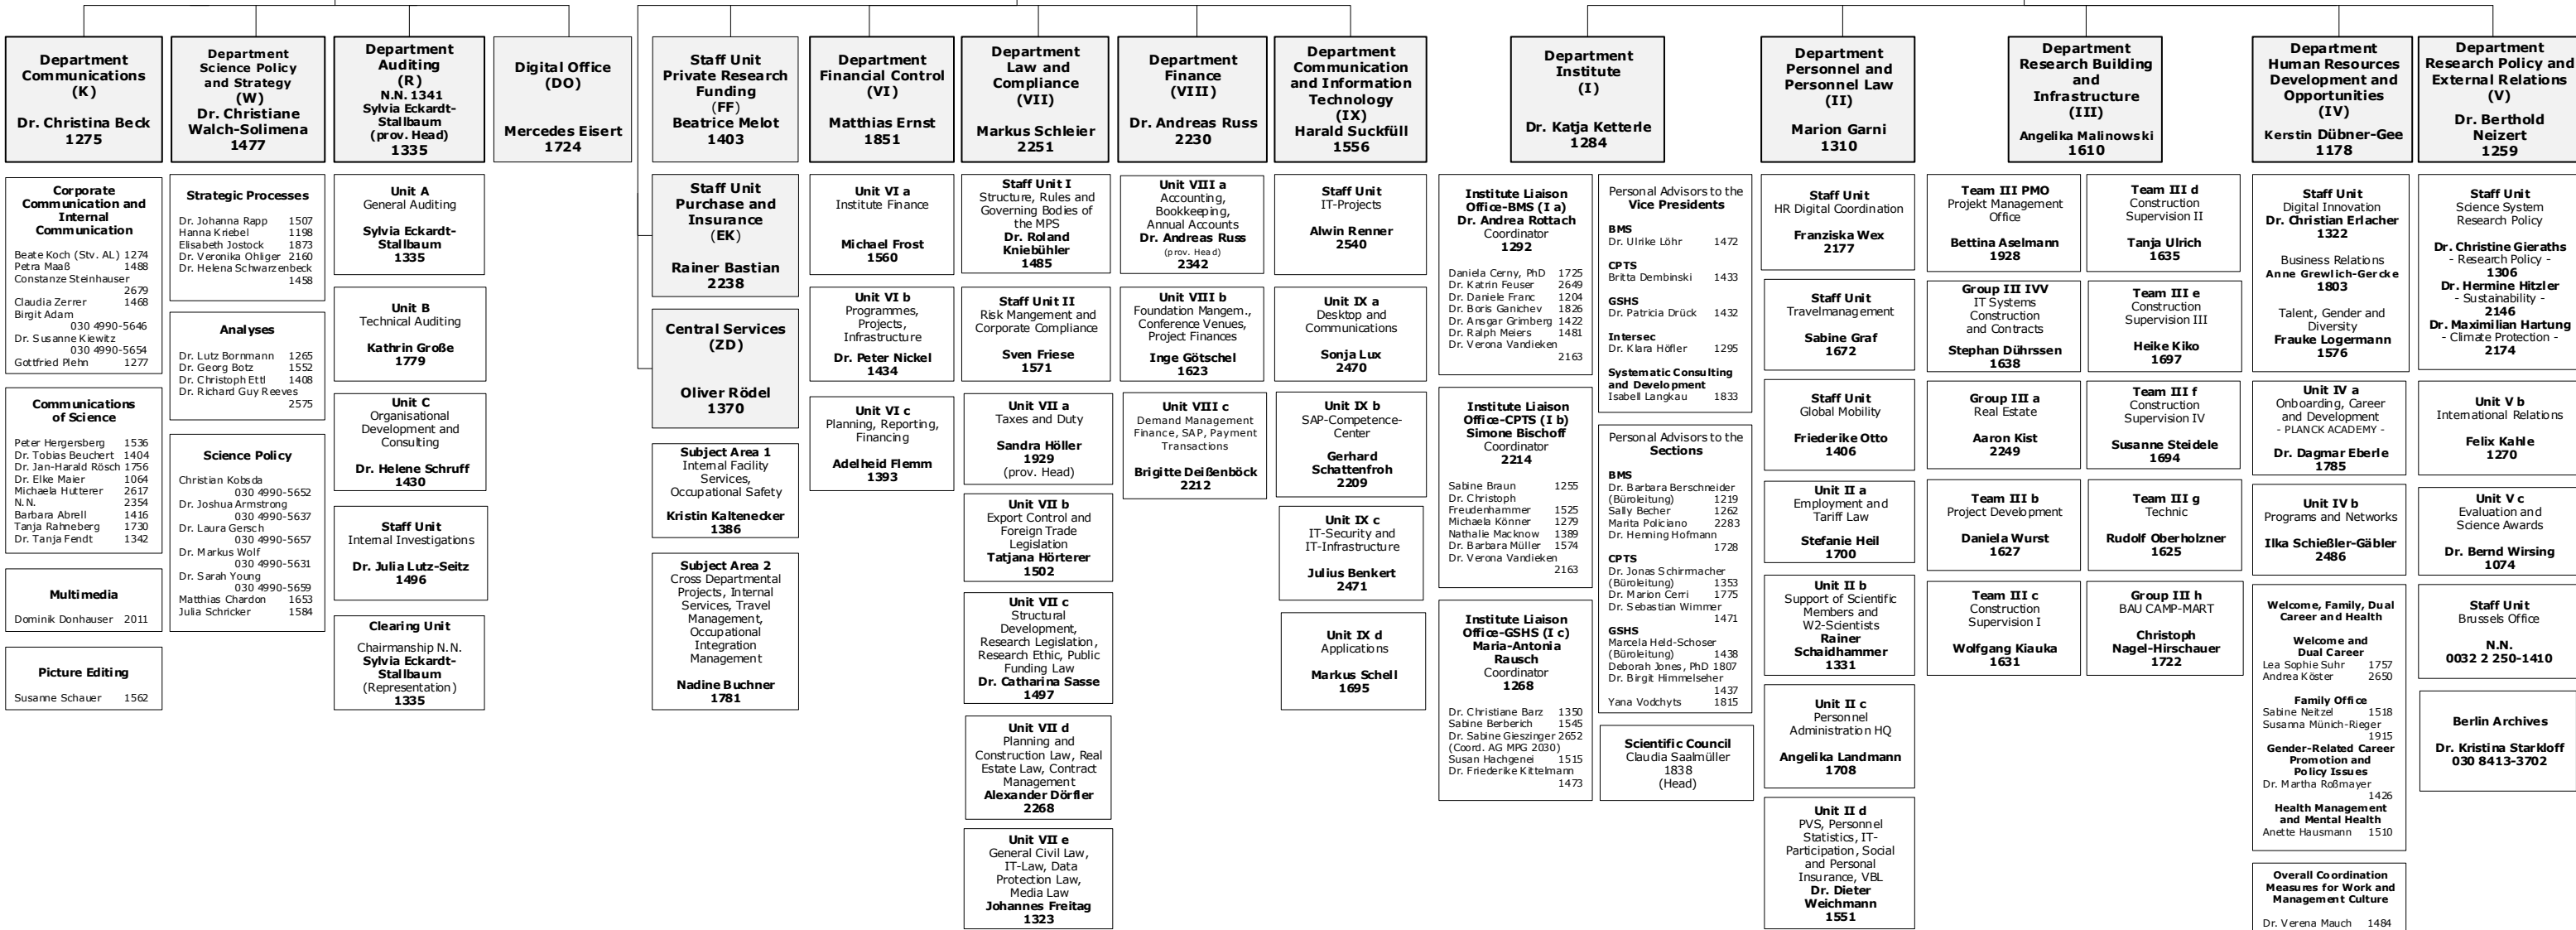 Department
Communications
(K)
Dr. Christina Beck
1275
Department
Science Policy
and Strategy
(W)
Dr. Christiane
Walch-Solimena
1477
Department
Auditing
(R)
N.N. 1341
Sylvia Eckardt-
Stallbaum
(prov. Head)
1335
Digital Office
(DO)
Mercedes Eisert
1724
Staff Unit
Private Research
Funding
(FF)
Beatrice Melot
1403
Department
Financial Control
(VI)
Matthias Ernst
1851
Department
Law and
Compliance
(VII)
Markus Schleier
2251
Department
Finance
(VIII)
Dr. Andreas Russ
2230
Department
Communication
and Information
Technology
(IX)
Harald Suckfüll
1556
Department
Institute
(I)
Dr. Katja Ketterle
1284
Department
Personnel and
Personnel Law
(II)
Marion Garni
1310
Department
Research Building
and
Infrastructure
(III)
Angelika Malinowski
1610
Department
Human Resources
Development and
Opportunities
(IV)
Kerstin Dübner-Gee
1178
Department
Research Policy and
External Relations
(V)
Dr. Berthold
Neizert
1259
Corporate
Communication and
Internal
Communication
Beate Koch (Stv. AL) 1274
Petra Maaß 1488
Constanze Steinhauser
2679
Claudia Zerrer 1468
Birgit Adam
030 4990-5646
Dr. Susanne Kiewitz
030 4990-5654
Gottfried Plehn 1277
Communications
of Science
Peter Hergersberg 1536
Dr. Tobias Beuchert 1404
Dr. Jan-Harald Rösch 1756
Dr. Elke Maier 1064
Michaela Hutterer 2617
N.N. 2354
Barbara Abrell 1416
Tanja Rahneberg 1730
Dr. Tanja Fendt 1342
Multimedia
Dominik Donhauser 2011
Picture Editing
Susanne Schauer 1562
Strategic Processes
Dr. Johanna Rapp 1507
Hanna Kriebel 1198
Elisabeth Jostock 1873
Dr. Veronika Ohliger 2160
Dr. Helena Schwarzenbeck
1458
Analyses
Dr. Lutz Bornmann 1265
Dr. Georg Botz 1552
Dr. Christoph Ettl 1408
Dr. Richard Guy Reeves
2575
Science Policy
Christian Kobsda
030 4990-5652
Dr. Joshua Armstrong
030 4990-5637
Dr. Laura Gersch
030 4990-5657
Dr. Markus Wolf
030 4990-5631
Dr. Sarah Young
030 4990-5659
Matthias Chardon 1653
Julia Schricker 1584
Unit A
General Auditing
Sylvia Eckardt-
Stallbaum
1335
Unit B
Technical Auditing
Kathrin Große
1779
Unit C
Organisational
Development and
Consulting
Dr. Helene Schruff
1430
Staff Unit
Internal Investigations
Dr. Julia Lutz-Seitz
1496
Clearing Unit
Chairmanship N.N.
Sylvia Eckardt-
Stallbaum
(Representation)
1335
Staff Unit
Purchase and
Insurance
(EK)
Rainer Bastian
2238
Central Services
(ZD)
Oliver Rödel
1370
Subject Area 1
Internal Facility
Services,
Occupational Safety
Kristin Kaltenecker
1386
Subject Area 2
Cross Departmental
Projects, Internal
Services, Travel
Management,
Occupational
Integration
Management
Nadine Buchner
1781
Unit VI a
Institute Finance
Michael Frost
1560
Unit VI b
Programmes,
Projects,
Infrastructure
Dr. Peter Nickel
1434
Unit VI c
Planning, Reporting,
Financing
Adelheid Flemm
1393
Staff Unit I
Structure, Rules and
Governing Bodies of
the MPS
Dr. Roland
Kniebühler
1485
Staff Unit II
Risk Mangement and
Corporate Compliance
Sven Friese
1571
Unit VII a
Taxes and Duty
Sandra Höller
1929
(prov. Head)
Unit VII b
Export Control and
Foreign Trade
Legislation
Tatjana Hörterer
1502
Unit VII c
Structural
Development,
Research Legislation,
Research Ethic, Public
Funding Law
Dr. Catharina Sasse
1497
Unit VII d
Planning and
Construction Law, Real
Estate Law, Contract
Management
Alexander Dörfler
2268
Unit VII e
General Civil Law,
IT-Law, Data
Protection Law,
Media Law
Johannes Freitag
1323
Unit VIII a
Accounting,
Bookkeeping,
Annual Accounts
Dr. Andreas Russ
(prov. Head)
2342
Unit VIII b
Foundation Mangem.,
Conference Venues,
Project Finances
Inge Götschel
1623
Unit VIII c
Demand Management
Finance, SAP, Payment
Transactions
Brigitte Deißenböck
2212
Staff Unit
IT-Projects
Alwin Renner
2540
Unit IX a
Desktop and
Communications
Sonja Lux
2470
Unit IX b
SAP-Competence-
Center
Gerhard
Schattenfroh
2209
Unit IX c
IT-Security and
IT-Infrastructure
Julius Benkert
2471
Unit IX d
Applications
Markus Schell
1695
Institute Liaison
Office-BMS (I a)
Dr. Andrea Rottach
Coordinator
1292
Daniela Cerny, PhD 1725
Dr. Katrin Feuser 2649
Dr. Daniele Franc 1204
Dr. Boris Ganichev 1826
Dr. Ansgar Grimberg 1422
Dr. Ralph Meiers 1481
Dr. Verona Vandieken
2163
Institute Liaison
Office-CPTS (I b)
Simone Bischoff
Coordinator
2214
Sabine Braun 1255
Dr. Christoph
Freudenhammer 1525
Michaela Könner 1279
Nathalie Macknow 1389
Dr. Barbara Müller 1574
Dr. Verona Vandieken
2163
Institute Liaison
Office-GSHS (I c)
Maria-Antonia
Rausch
Coordinator
1268
Dr. Christiane Barz 1350
Sabine Berberich 1545
Dr. Sabine Gieszinger 2652
(Coord. AG MPG 2030)
Susan Hachgenei 1515
Dr. Friederike Kittelmann
1473
Personal Advisors to the
Vice Presidents
BMS
Dr. Ulrike Löhr 1472
CPTS
Britta Dembinski 1433
GSHS
Dr. Patricia Drück 1432
Intersec
Dr. Klara Höfler 1295
Systematic Consulting
and Development
Isabell Langkau 1833
Personal Advisors to the
Sections
BMS
Dr. Barbara Berschneider
(Büroleitung) 1219
Sally Becher 1262
Marita Policiano 2283
Dr. Henning Hofmann
1728
CPTS
Dr. Jonas Schirrmacher
(Büroleitung) 1353
Dr. Marion Cerri 1775
Dr. Sebastian Wimmer
1471
GSHS
Marcela Held-Schoser
(Büroleitung) 1438
Deborah Jones, PhD 1807
Dr. Birgit Himmelseher
1437
Yana Vodchyts 1815
Scientific Council
Claudia Saalmüller
1838
(Head)
Staff Unit
HR Digital Coordination
Franziska Wex
2177
Staff Unit
Travelmanagement
Sabine Graf
1672
Staff Unit
Global Mobility
Friederike Otto
1406
Unit II a
Employment and
Tariff Law
Stefanie Heil
1700
Unit II b
Support of Scientific
Members and
W2-Scientists
Rainer
Schaidhammer
1331
Unit II c
Personnel
Administration HQ
Angelika Landmann
1708
Unit II d
PVS, Personnel
Statistics, IT-
Participation, Social
and Personal
Insurance, VBL
Dr. Dieter
Weichmann
1551
Team III PMO
Projekt Management
Office
Bettina Aselmann
1928
Group III IVV
IT Systems
Construction
and Contracts
Stephan Dührssen
1638
Group III a
Real Estate
Aaron Kist
2249
Team III b
Project Development
Daniela Wurst
1627
Team III c
Construction
Supervision I
Wolfgang Kiauka
1631
Team III d
Construction
Supervision II
Tanja Ulrich
1635
Team III e
Construction
Supervision III
Heike Kiko
1697
Team III f
Construction
Supervision IV
Susanne Steidele
1694
Team III g
Technic
Rudolf Oberholzner
1625
Group III h
BAU CAMP-MART
Christoph
Nagel-Hirschauer
1722
Staff Unit
Digital Innovation
Dr. Christian Erlacher
1322
Business Relations
Anne Grewlich-Gercke
1803
Talent, Gender and
Diversity
Frauke Logermann
1576
Unit IV a
Onboarding, Career
and Development
- PLANCK ACADEMY -
Dr. Dagmar Eberle
1785
Unit IV b
Programs and Networks
Ilka Schießler-Gäbler
2486
Welcome, Family, Dual
Career and Health
Welcome and
Dual Career
Lea Sophie Suhr 1757
Andrea Köster 2650
Family Office
Sabine Neitzel 1518
Susanna Münich-Rieger
1915
Gender-Related Career
Promotion and
Policy Issues
Dr. Martha Roßmayer
1426
Health Management
and Mental Health
Anette Hausmann 1510
Overall Coordination
Measures for Work and
Management Culture
Dr. Verena Mauch 1484
Staff Unit
Science System
Research Policy
Dr. Christine Gieraths
- Research Policy -
1306
Dr. Hermine Hitzler
- Sustainability -
2146
Dr. Maximilian Hartung
- Climate Protection -
2174
Unit V b
International Relations
Felix Kahle
1270
Unit V c
Evaluation and
Science Awards
Dr. Bernd Wirsing
1074
Staff Unit
Brussels Office
N.N.
0032 2 250-1410
Berlin Archives
Dr. Kristina Starkloff
030 8413-3702